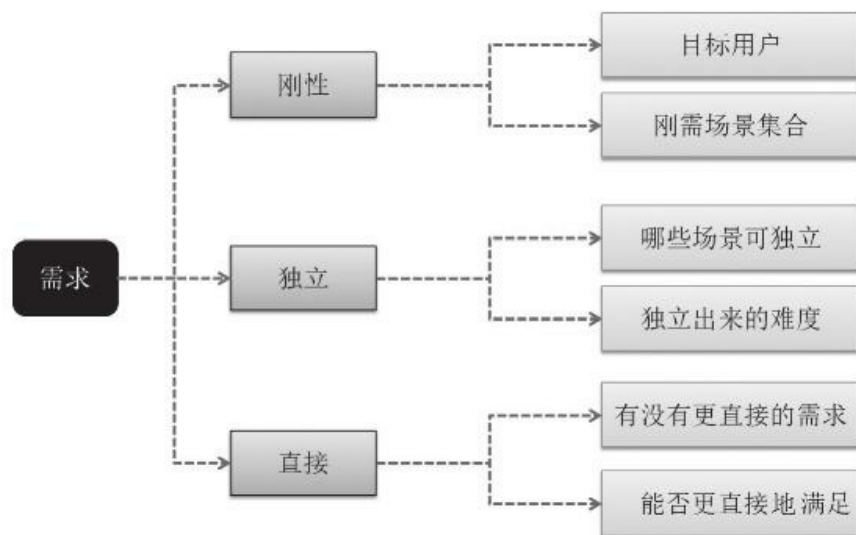 需求
刚性
目标用户
刚需场景集合
独立
哪些场景可独立
独立出来的难度
直接
有没有更直接的需求
能否更直接地满足